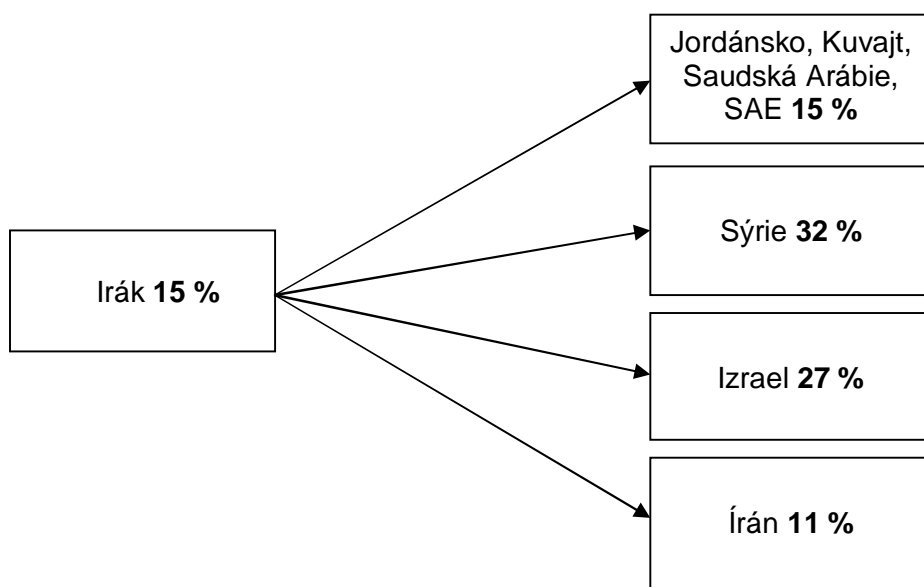 Jordánsko, Kuvajt,
Saudská Arábie,
SAE 15 %
Sýrie 32 %
Irák 15 %
Izrael 27 %
Írán 11 %